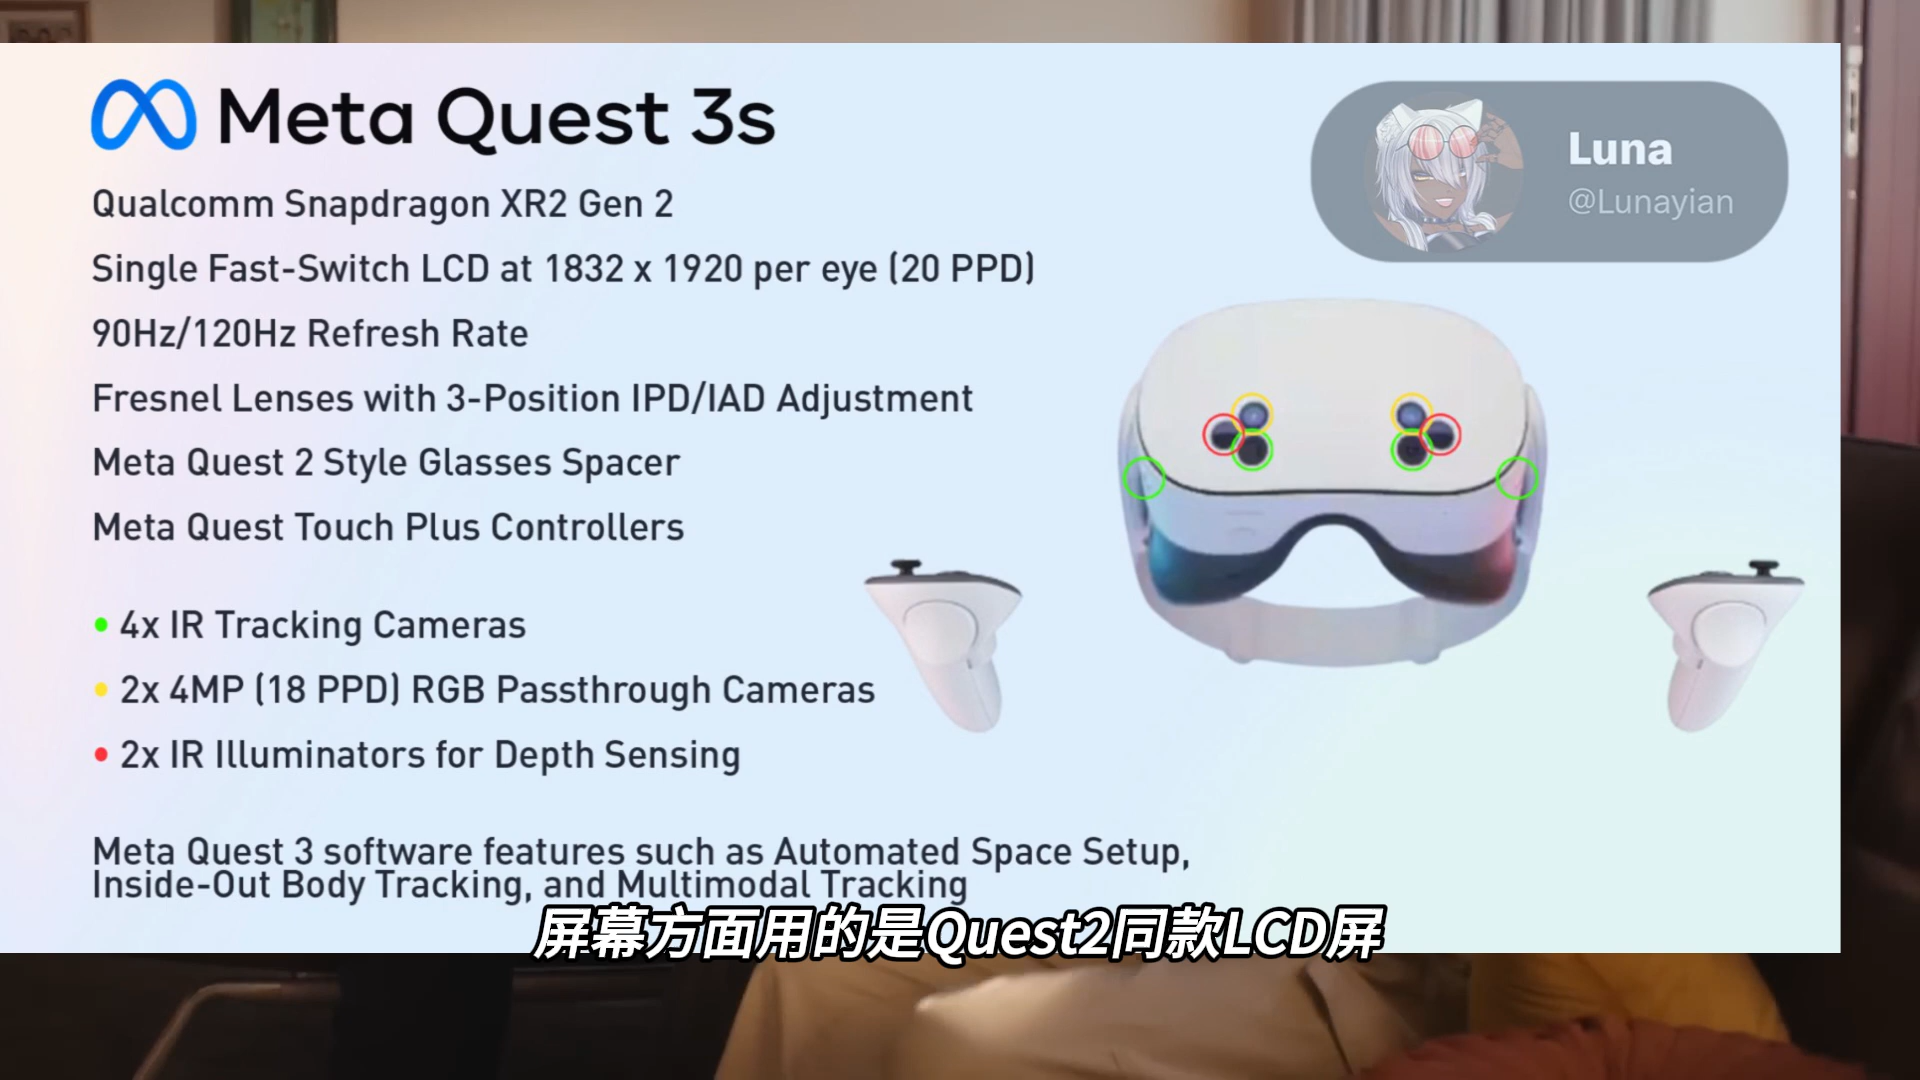 Meta Quest 3s
Luna
@Lunayian
Qualcomm Snapdragon XR2 Gen 2
Single Fast-Switch LCD at 1832 x 1920 per eye (20 PPD)
90Hz/120Hz Refresh Rate
Fresnel Lenses with 3-Position IPD/IAD Adjustment
Meta Quest 2 Style Glasses Spacer
Meta Quest Touch Plus Controllers
4x IR Tracking Cameras
2x 4MP (18 PPD) RGB Passthrough Cameras
2x IR Illuminators for Depth Sensing
Meta Quest 3 software features such as Automated Space Setup,
Inside-Out Body Tracking, and Multimodal Tracking
屏幕方面用的是Quest2同款LCD屏